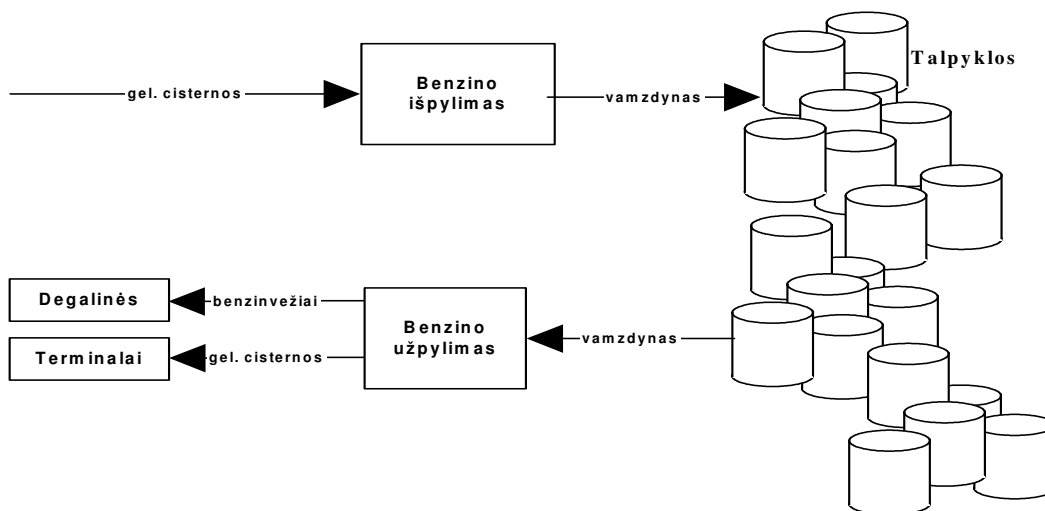 Talpyklos
gel. cisternos
Benzino
išpylimas
vamzdynas
Degalinės
benzinvežiai
Benzino
užpylimas
vamzdynas
Terminalai
gel. cisternos